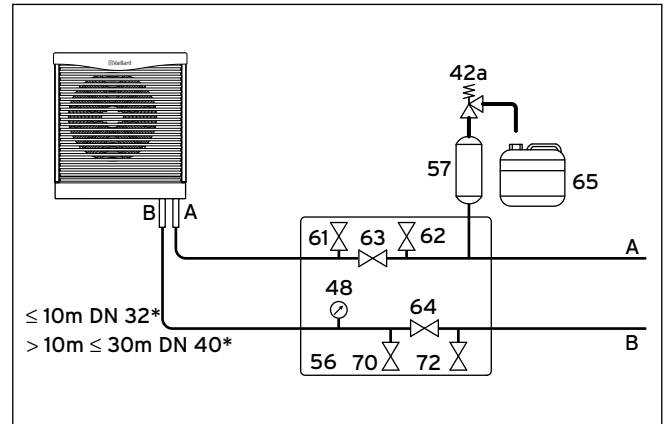 Vaillant
42a
57
65
B A
61 63 62
A
48
64
≤ 10m DN 32*
> 10m ≤ 30m DN 40*
B
56 70 72